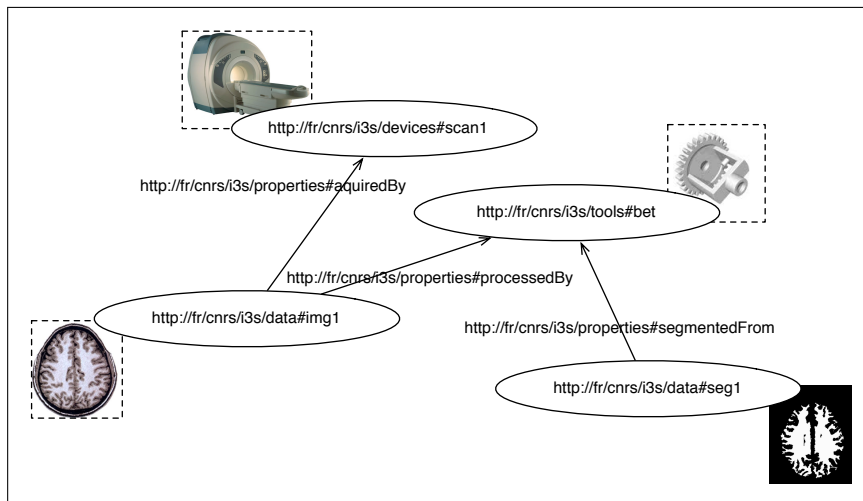 http://fr/cnrs/i3s/devices#scan1
http://fr/cnrs/i3s/properties#aquiredBy
http://fr/cnrs/i3s/tools#bet
http://fr/cnrs/i3s/properties#processedBy
http://fr/cnrs/i3s/data#img1
http://fr/cnrs/i3s/properties#segmentedFrom
http://fr/cnrs/i3s/data#seg1